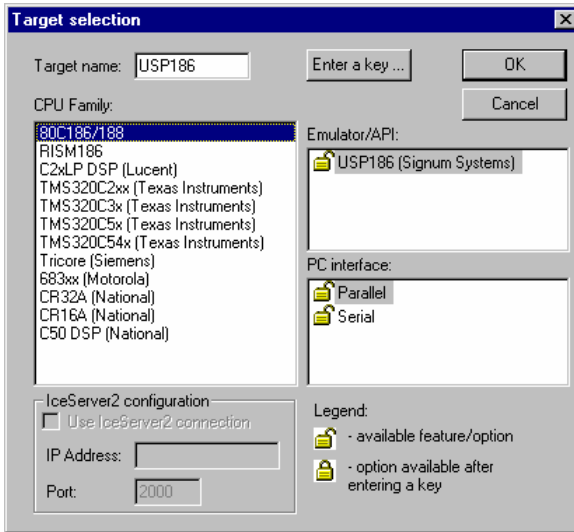 Target selection
Target name: USP186
Enter a key ...
OK
Cancel
CPU Family:
80C186/188
RISM186
C2xLP DSP (Lucent)
TMS320C2xx (Texas Instruments)
TMS320C3x (Texas Instruments)
TMS320C5x (Texas Instruments)
TMS320C54x (Texas Instruments)
Tricore (Siemens)
683xx (Motorola)
CR32A (National)
CR16A (National)
C50 DSP (National)
Emulator/API:
USP186 (Signum Systems)
PC interface:
Parallel
Serial
IceServer2 configuration
Use IceServer2 connection
IP Address:
Port: 2000
Legend:
- available feature/option
- option available after
entering a key